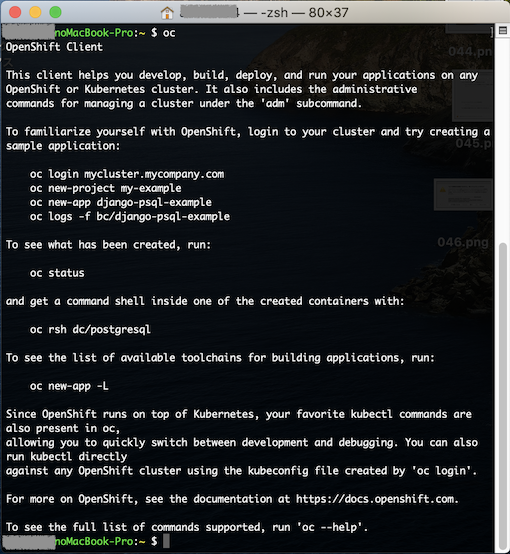 4 — -zsh — 80×37
noMacBook-Pro:~ $ oc
OpenShift Client
This client helps you develop, build, deploy, and run your applications on any
OpenShift or Kubernetes cluster. It also includes the administrative
commands for managing a cluster under the 'adm' subcommand.
To familiarize yourself with OpenShift, login to your cluster and try creating a
sample application:
oc login mycluster.mycompany.com
oc new-project my-example
oc new-app django-psql-example
oc logs -f bc/django-psql-example
To see what has been created, run:
oc status
and get a command shell inside one of the created containers with:
oc rsh dc/postgresql
To see the list of available toolchains for building applications, run:
oc new-app -L
Since OpenShift runs on top of Kubernetes, your favorite kubectl commands are
also present in oc,
allowing you to quickly switch between development and debugging. You can also
run kubectl directly
against any OpenShift cluster using the kubeconfig file created by 'oc login'.
For more on OpenShift, see the documentation at https://docs.openshift.com.
To see the full list of commands supported, run 'oc --help'.
noMacBook-Pro:~ $
044.pn
045.p
046.png